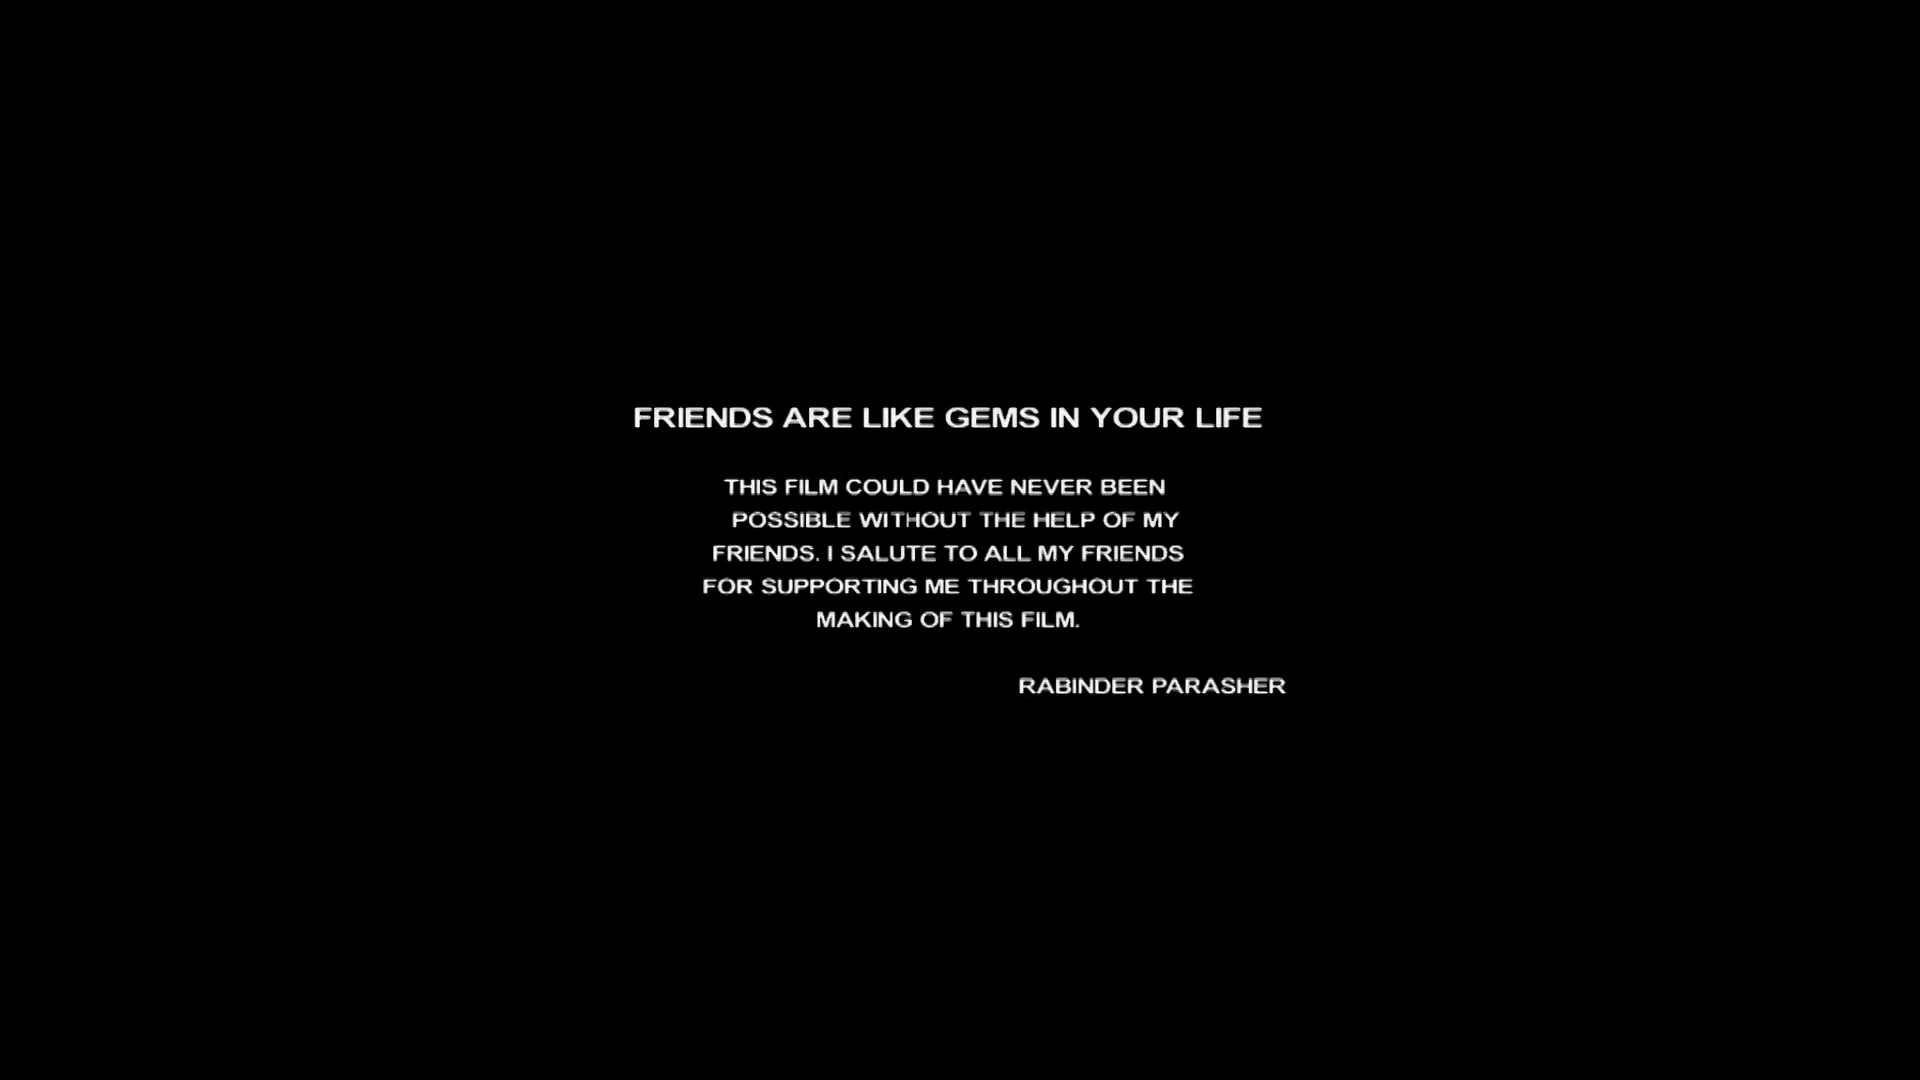 FRIENDS ARE LIKE GEMS IN YOUR LIFE
THIS FILM COULD HAVE NEVER BEEN
POSSIBLE WITHOUT THE HELP OF MY
FRIENDS. I SALUTE TO ALL MY FRIENDS
FOR SUPPORTING ME THROUGHOUT THE
MAKING OF THIS FILM.
RABINDER PARASHER